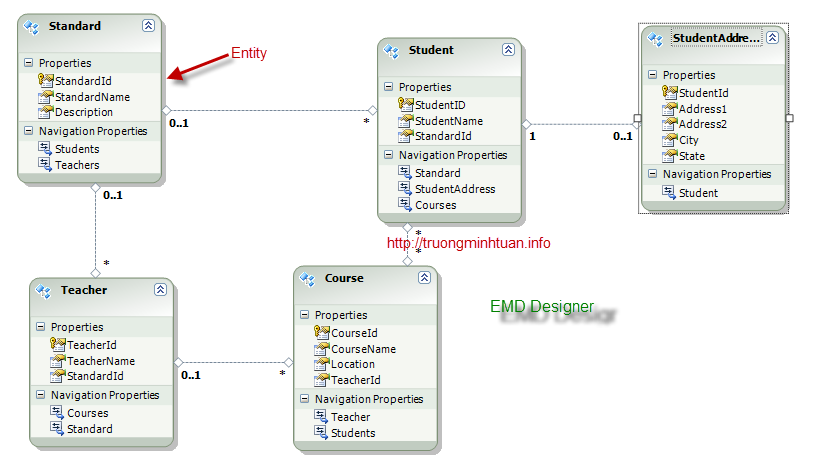 Standard
Properties
StandardId
StandardName
Description
Navigation Properties
Students
Teachers
Entity
Student
Properties
StudentID
StudentName
StandardId
Navigation Properties
Standard
StudentAddress
Courses
StudentAddre...
Properties
StudentId
Address1
Address2
City
State
Navigation Properties
Student
0..1
*
1
0..1
0..1
*
*
*
http://truongminhtuan.info
Teacher
Properties
TeacherId
TeacherName
StandardId
Navigation Properties
Courses
Standard
0..1
*
Course
Properties
CourseId
CourseName
Location
TeacherId
Navigation Properties
Teacher
Students
EMD Designer